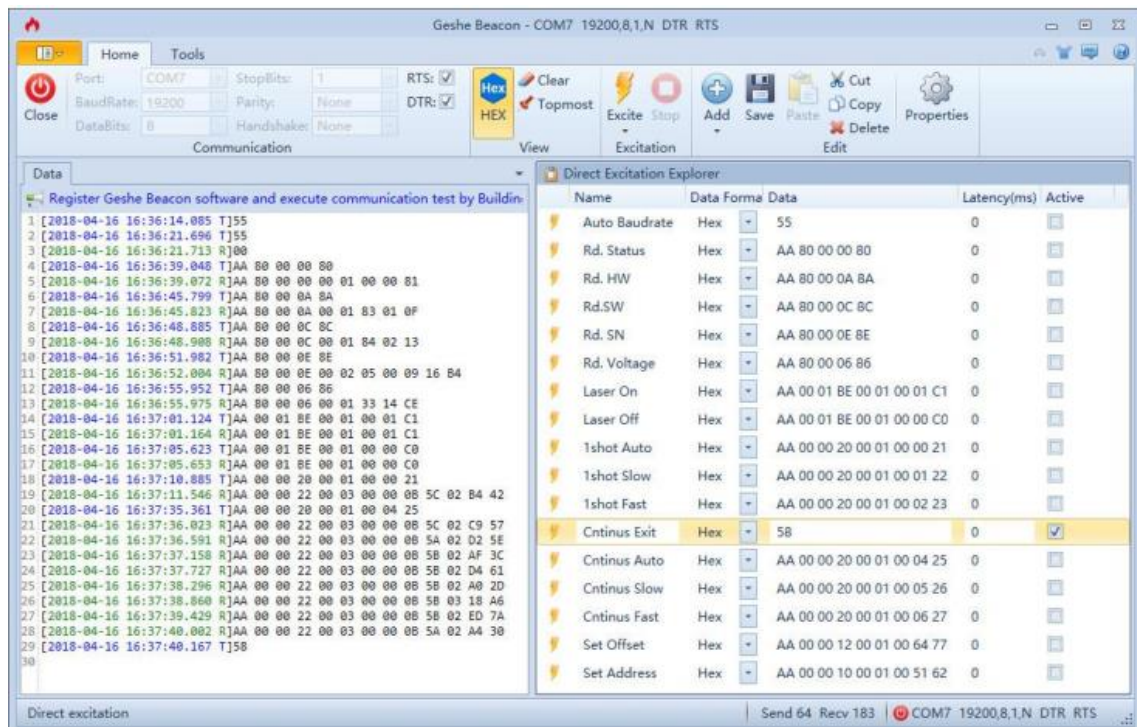 Geshe Beacon - COM7 19200,8,1,N DTR RTS
Home Tools
Port: COM7 StopBits: 1 RTS:
BaudRate: 19200 Parity: None DTR:
DataBits: 8 Handshake: None
Close
Communication
Hex
HEX
Clear
Topmost
View
Excite Stop
Excitation
Add Save Paste
Cut
Copy
Delete
Edit
Properties
Data
Register Geshe Beacon software and execute communication test by Buildin
1 [2018-04-16 16:36:14.085 T]55
2 [2018-04-16 16:36:21.696 T]55
3 [2018-04-16 16:36:21.713 R]00
4 [2018-04-16 16:36:39.048 T]AA 80 00 00 80
5 [2018-04-16 16:36:39.072 R]AA 80 00 00 00 01 00 00 81
6 [2018-04-16 16:36:45.799 T]AA 80 00 0A 8A
7 [2018-04-16 16:36:45.823 R]AA 80 00 0A 00 01 83 01 0F
8 [2018-04-16 16:36:48.885 T]AA 80 00 0C 8C
9 [2018-04-16 16:36:48.908 R]AA 80 00 0C 00 01 84 02 13
10 [2018-04-16 16:36:51.982 T]AA 80 00 0E 8E
11 [2018-04-16 16:36:52.004 R]AA 80 00 0E 00 02 05 00 09 16 B4
12 [2018-04-16 16:36:55.952 T]AA 80 00 06 86
13 [2018-04-16 16:36:55.975 R]AA 80 00 06 00 01 33 14 CE
14 [2018-04-16 16:37:01.124 T]AA 00 01 BE 00 01 00 01 C1
15 [2018-04-16 16:37:01.164 R]AA 00 01 BE 00 01 00 01 C1
16 [2018-04-16 16:37:05.623 T]AA 00 01 BE 00 01 00 00 C0
17 [2018-04-16 16:37:05.653 R]AA 00 01 BE 00 01 00 00 C0
18 [2018-04-16 16:37:10.885 T]AA 00 00 20 00 01 00 00 21
19 [2018-04-16 16:37:11.546 R]AA 00 00 22 00 03 00 00 0B 5C 02 B4 42
20 [2018-04-16 16:37:35.361 T]AA 00 00 20 00 01 00 04 25
21 [2018-04-16 16:37:36.023 R]AA 00 00 22 00 03 00 00 0B 5C 02 C9 57
22 [2018-04-16 16:37:36.591 R]AA 00 00 22 00 03 00 00 0B 5A 02 D2 5E
23 [2018-04-16 16:37:37.158 R]AA 00 00 22 00 03 00 00 0B 5B 02 AF 3C
24 [2018-04-16 16:37:37.727 R]AA 00 00 22 00 03 00 00 0B 5B 02 D4 61
25 [2018-04-16 16:37:38.296 R]AA 00 00 22 00 03 00 00 0B 5B 02 A0 2D
26 [2018-04-16 16:37:38.860 R]AA 00 00 22 00 03 00 00 0B 5B 03 18 A6
27 [2018-04-16 16:37:39.429 R]AA 00 00 22 00 03 00 00 0B 5B 02 ED 7A
28 [2018-04-16 16:37:40.002 R]AA 00 00 22 00 03 00 00 0B 5A 02 A4 30
29 [2018-04-16 16:37:40.167 T]58
30
Direct Excitation Explorer
Name Data Forma Data Latency(ms) Active
Auto Baudrate Hex 55 0
Rd. Status Hex AA 80 00 00 80 0
Rd. HW Hex AA 80 00 0A 8A 0
Rd.SW Hex AA 80 00 0C 8C 0
Rd. SN Hex AA 80 00 0E 8E 0
Rd. Voltage Hex AA 80 00 06 86 0
Laser On Hex AA 00 01 BE 00 01 00 01 C1 0
Laser Off Hex AA 00 01 BE 00 01 00 00 C0 0
1shot Auto Hex AA 00 00 20 00 01 00 00 21 0
1shot Slow Hex AA 00 00 20 00 01 00 01 22 0
1shot Fast Hex AA 00 00 20 00 01 00 02 23 0
Cntinus Exit Hex 58 0
Cntinus Auto Hex AA 00 00 20 00 01 00 04 25 0
Cntinus Slow Hex AA 00 00 20 00 01 00 05 26 0
Cntinus Fast Hex AA 00 00 20 00 01 00 06 27 0
Set Offset Hex AA 00 00 12 00 01 00 64 77 0
Set Address Hex AA 00 00 10 00 01 00 51 62 0
Direct excitation Send 64 Recv 183 COM7 19200,8,1,N DTR RTS